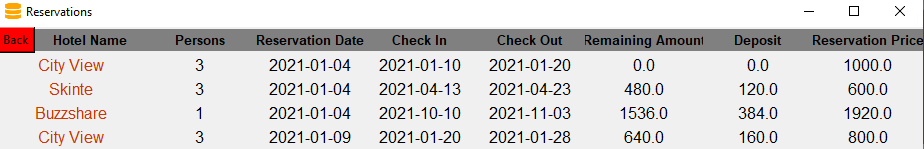 Reservations
Back Hotel Name Persons Reservation Date Check In Check Out Remaining Amount Deposit Reservation Price
City View 3 2021-01-04 2021-01-10 2021-01-20 0.0 0.0 1000.0
Skinte 3 2021-01-04 2021-04-13 2021-04-23 480.0 120.0 600.0
Buzzshare 1 2021-01-04 2021-10-10 2021-11-03 1536.0 384.0 1920.0
City View 3 2021-01-09 2021-01-20 2021-01-28 640.0 160.0 800.0